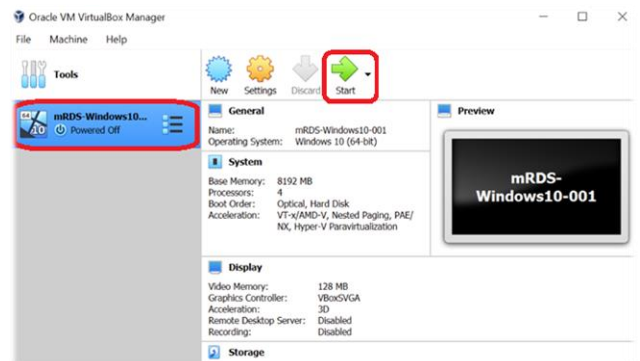 Oracle VM VirtualBox Manager
File Machine Help
Tools
New Settings Discard Start
mRDS-Windows10...
64
10
Powered Off
General
Name: mRDS-Windows10-001
Operating System: Windows 10 (64-bit)
System
Base Memory: 8192 MB
Processors: 4
Boot Order: Optical, Hard Disk
Acceleration: VT-x/AMD-V, Nested Paging, PAE/
NX, Hyper-V Paravirtualization
Preview
mRDS-
Windows10-001
Display
Video Memory: 128 MB
Graphics Controller: VBoxSVGA
Acceleration: 3D
Remote Desktop Server: Disabled
Recording: Disabled
Storage